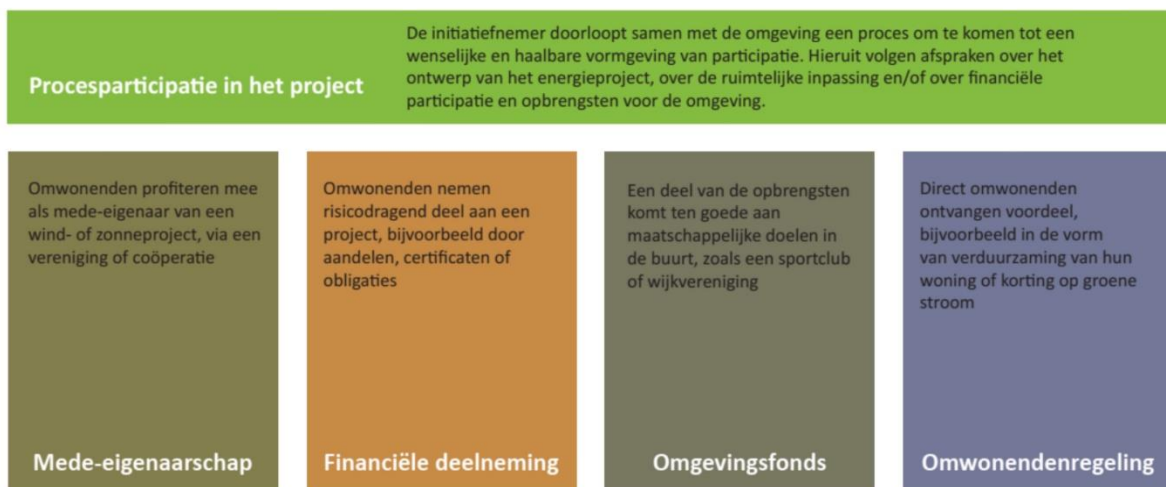 Procesparticipatie in het project
De initiatiefnemer doorloopt samen met de omgeving een proces om te komen tot een
wenselijke en haalbare vormgeving van participatie. Hieruit volgen afspraken over het
ontwerp van het energieproject, over de ruimtelijke inpassing en/of over financiële
participatie en opbrengsten voor de omgeving.
Omwonenden profiteren mee
als mede-eigenaar van een
wind- of zonneproject, via een
vereniging of coöperatie
Mede-eigenaarschap
Omwonenden nemen
risicodragend deel aan een
project, bijvoorbeeld door
aandelen, certificaten of
obligaties
Financiële deelneming
Een deel van de opbrengsten
komt ten goede aan
maatschappelijke doelen in
de buurt, zoals een sportclub
of wijkvereniging
Omgevingsfonds
Direct omwonenden
ontvangen voordeel,
bijvoorbeeld in de vorm
van verduurzaming van hun
woning of korting op groene
stroom
Omwonendenregeling